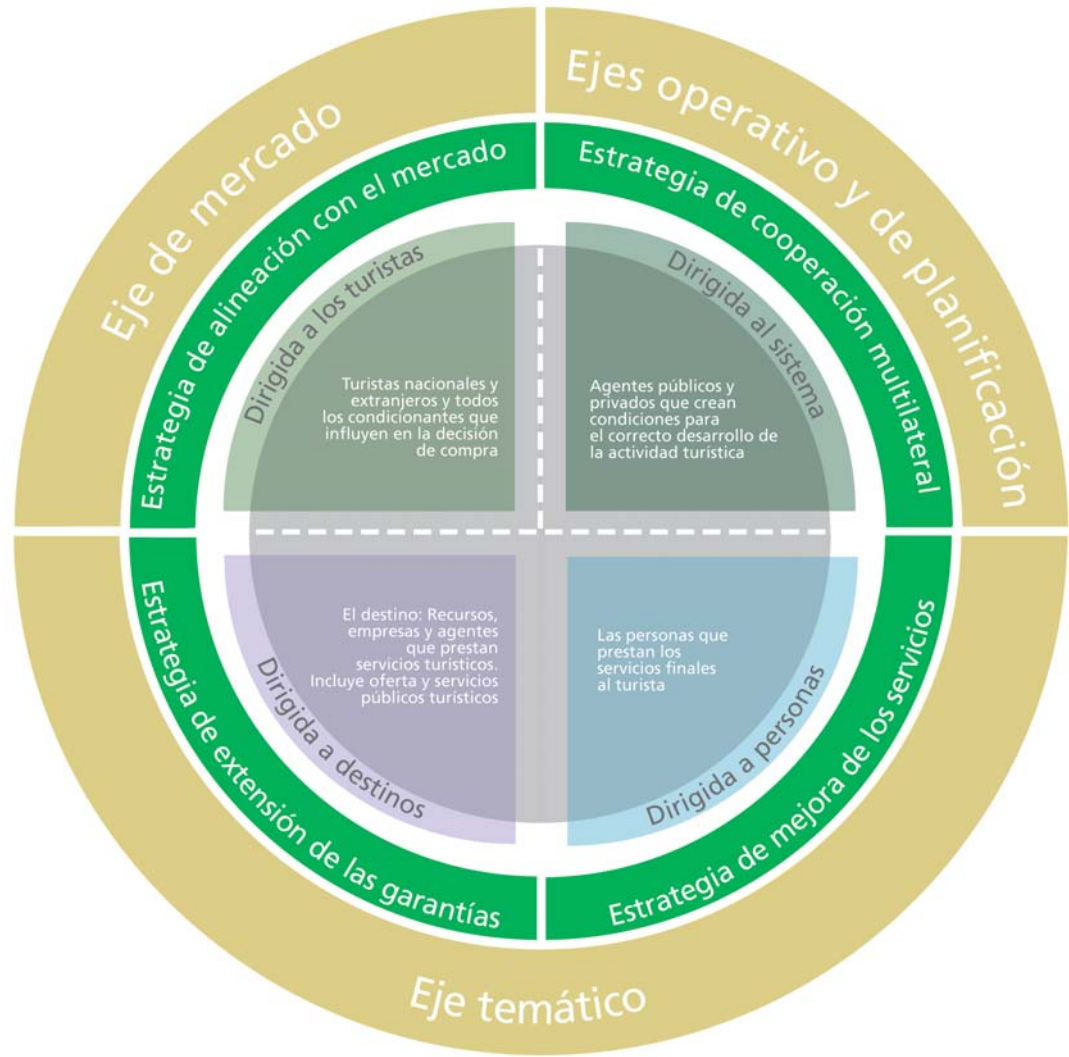 Eje de mercado
Ejes operativo y de planificación
Estrategia de alineación con el mercado
Estrategia de cooperación multilateral
Dirigida a los turistas
Turistas nacionales y
extranjeros y todos
los condicionantes que
influyen en la decisión
de compra
Dirigida al sistema
Agentes públicos y
privados que crean
condiciones para
el correcto desarrollo de
la actividad turistica
El destino: Recursos,
empresas y agentes
que prestan
servicios turísticos.
Incluye oferta y servicios
públicos turísticos
Dirigida a destinos
Las personas que
prestan los
servicios finales
al turista
Dirigida a personas
Estrategia de extensión de las garantías
Estrategia de mejora de los servicios
Eje temático